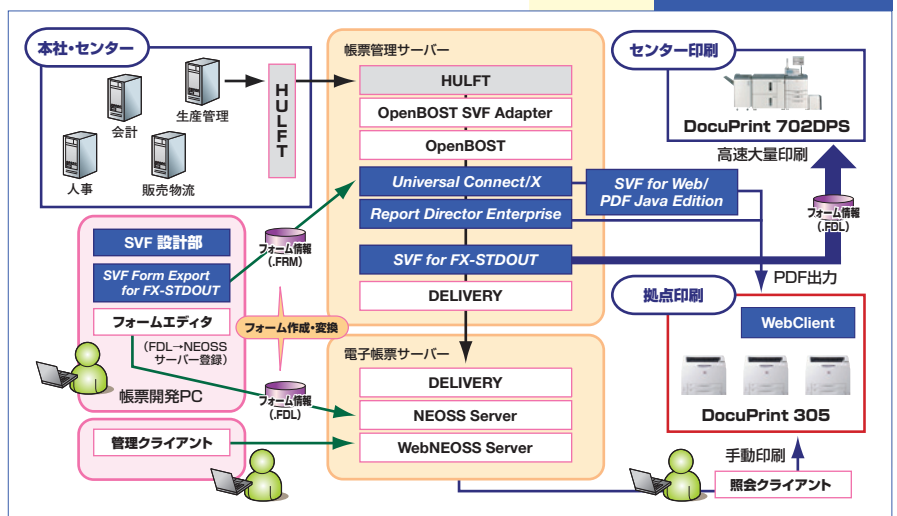 本社・センター
会計
生産管理
人事
販売物流
HULFT
帳票管理サーバー
HULFT
OpenBOST SVF Adapter
OpenBOST
Universal Connect/X
Report Director Enterprise
SVF for FX-STDOUT
DELIVERY
SVF for Web/
PDF Java Edition
センター印刷
DocuPrint 702DPS
高速大量印刷
フォーム情報
(.FDL)
PDF出力
拠点印刷
WebClient
DocuPrint 305
手動印刷
照会クライアント
SVF 設計部
SVF Form Export
for FX-STDOUT
フォームエディタ
(FDL→NEOSS
サーバー登録)
帳票開発PC
フォーム情報
(.FRM)
フォーム作成・変換
フォーム情報
(.FDL)
管理クライアント
電子帳票サーバー
DELIVERY
NEOSS Server
WebNEOSS Server